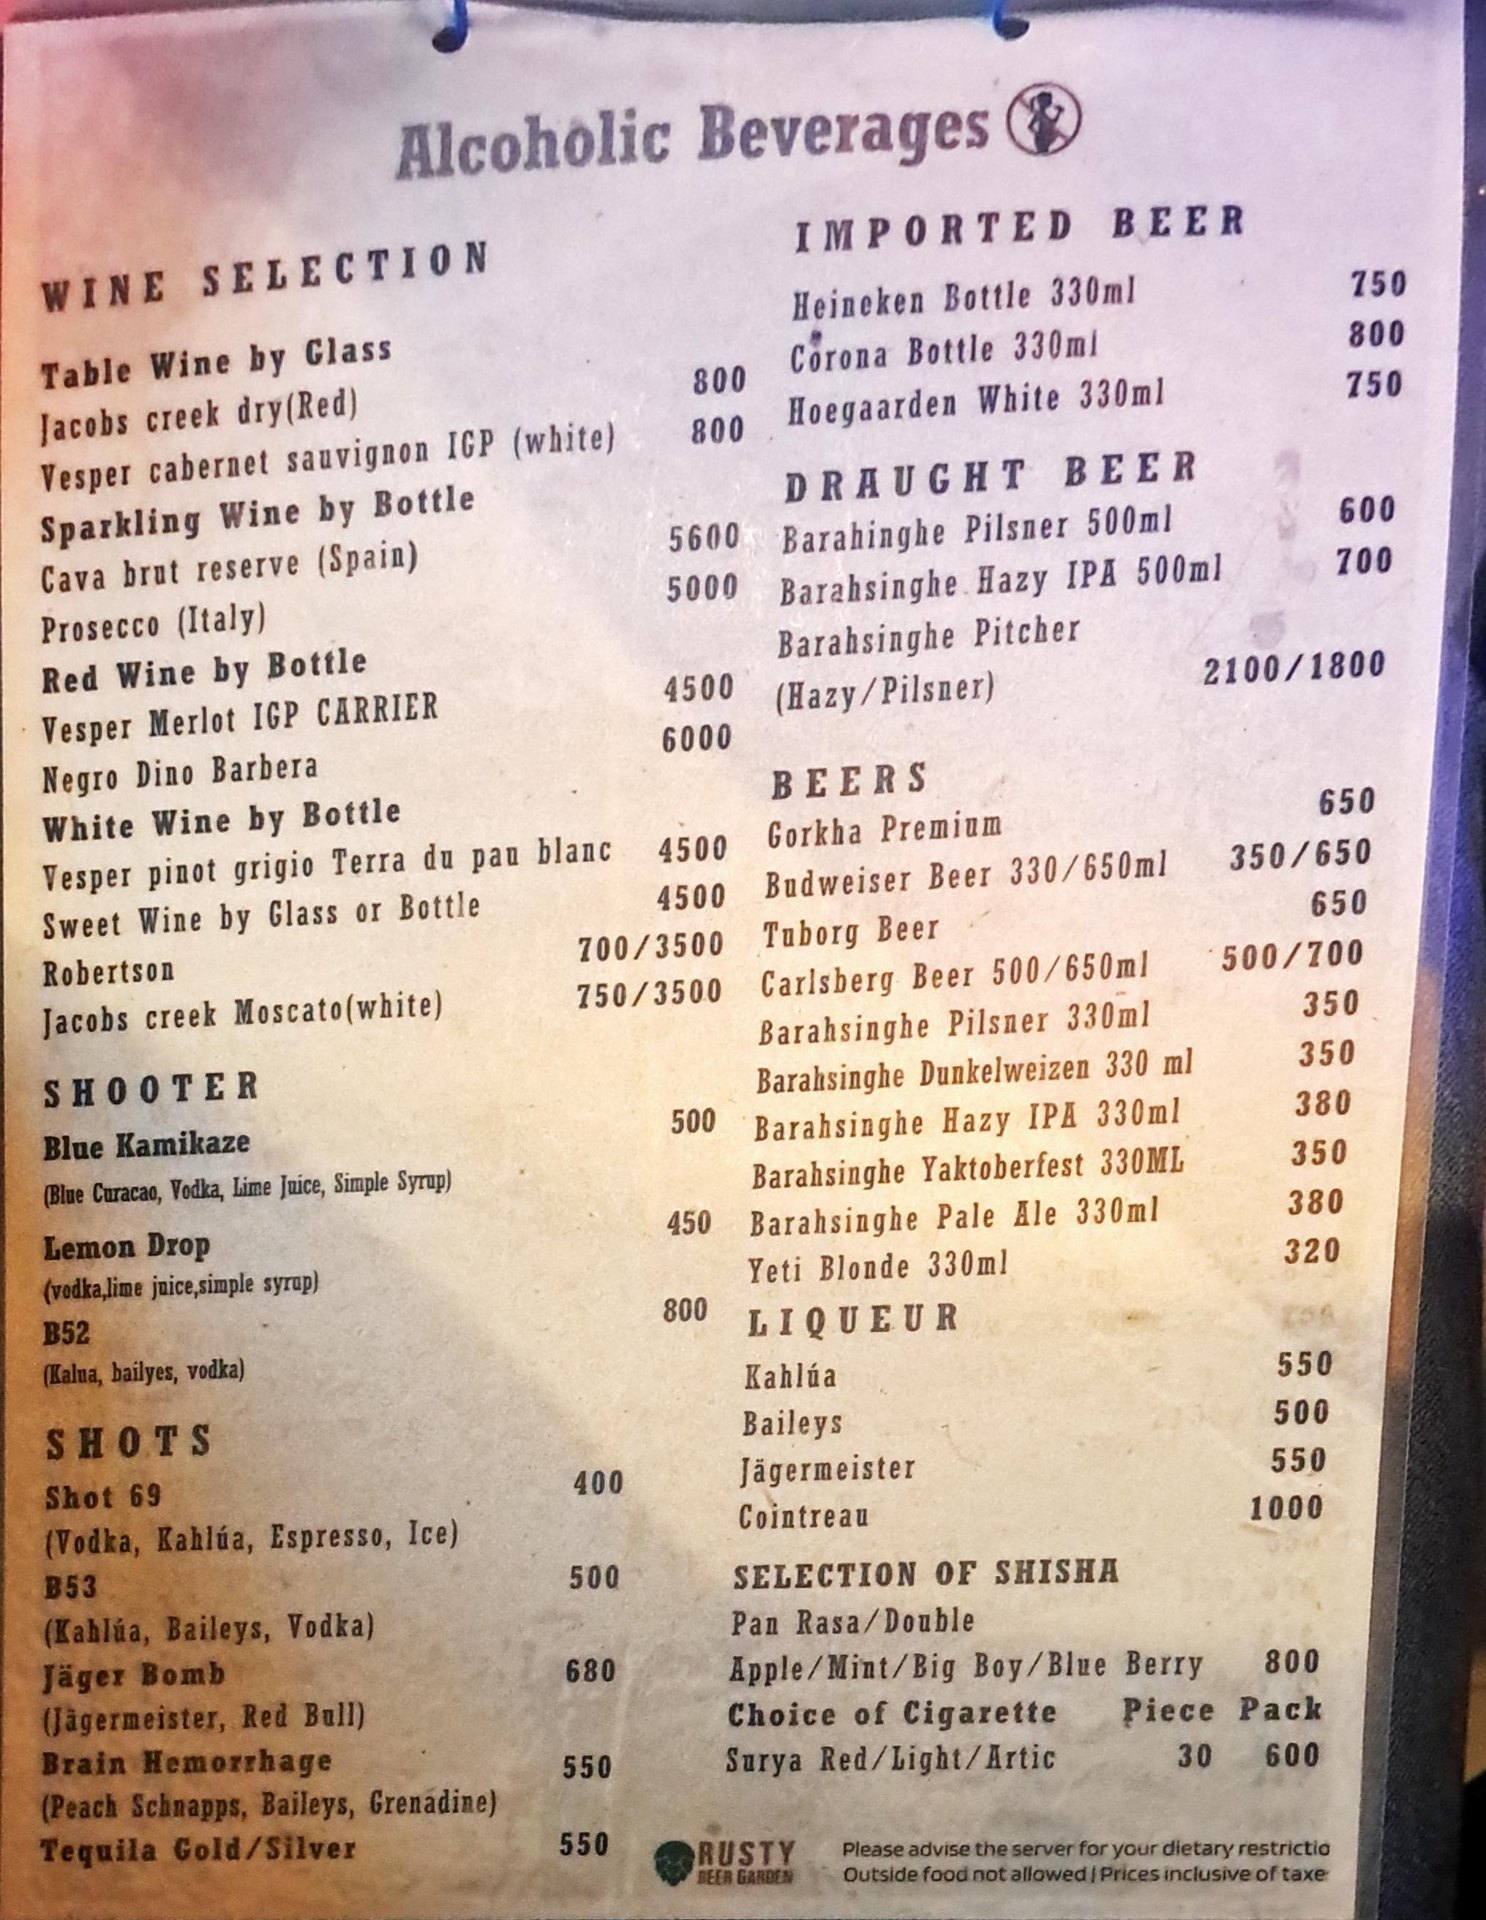 Alcoholic Beverages
WINE SELECTION
Table Wine by Glass
Jacobs creek dry(Red) 800
Vesper cabernet sauvignon IGP (white) 800
Sparkling Wine by Bottle
Cava brut reserve (Spain) 5600
Prosecco (Italy) 5000
Red Wine by Bottle
Vesper Merlot IGP CARRIER 4500
Negro Dino Barbera 6000
White Wine by Bottle
Vesper pinot grigio Terra du pau blanc 4500
Sweet Wine by Glass or Bottle 4500
Robertson 700/3500
Jacobs creek Moscato(white) 750/3500
SHOOTER
Blue Kamikaze 500
(Blue Curacao, Vodka, Lime Juice, Simple Syrup)
Lemon Drop 450
(vodka,lime juice,simple syrup)
B52 800
(Kalua, bailyes, vodka)
SHOTS
Shot 69 400
(Vodka, Kahlúa, Espresso, Ice)
B53 500
(Kahlúa, Baileys, Vodka)
Jäger Bomb 680
(Jägermeister, Red Bull)
Brain Hemorrhage 550
(Peach Schnapps, Baileys, Grenadine)
Tequila Gold/Silver 550
IMPORTED BEER
Heineken Bottle 330ml 750
Corona Bottle 330ml 800
Hoegaarden White 330ml 750
DRAUGHT BEER
Barahinghe Pilsner 500ml 600
Barahsinghe Hazy IPA 500ml 700
Barahsinghe Pitcher
(Hazy/Pilsner) 2100/1800
BEERS
Gorkha Premium 650
Budweiser Beer 330/650ml 350/650
Tuborg Beer 650
Carlsberg Beer 500/650ml 500/700
Barahsinghe Pilsner 330ml 350
Barahsinghe Dunkelweizen 330 ml 350
Barahsinghe Hazy IPA 330ml 380
Barahsinghe Yaktoberfest 330ML 350
Barahsinghe Pale Ale 330ml 380
Yeti Blonde 330ml 320
LIQUEUR
Kahlúa 550
Baileys 500
Jägermeister 550
Cointreau 1000
SELECTION OF SHISHA
Pan Rasa/Double
Apple/Mint/Big Boy/Blue Berry 800
Choice of Cigarette Piece Pack
Surya Red/Light/Artic 30 600
RUSTY
BEER GARDEN
Please advise the server for your dietary restrictio
Outside food not allowed | Prices inclusive of taxe